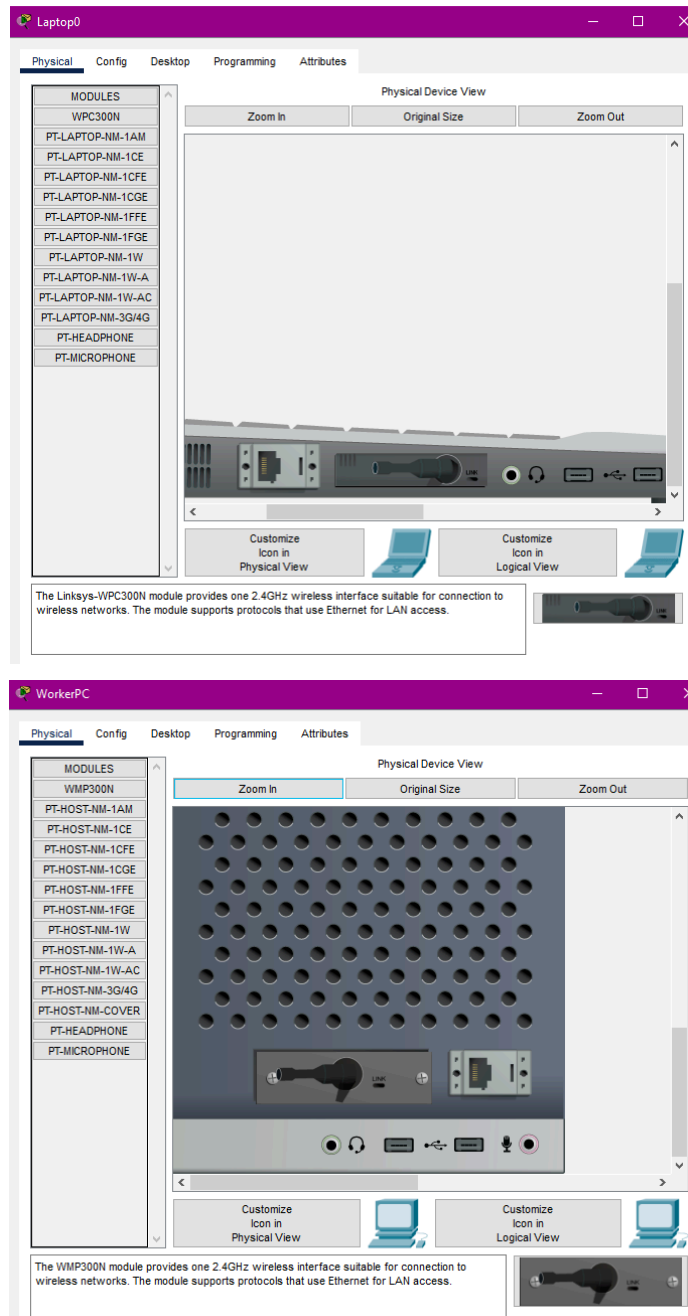 Laptop0
Physical Config Desktop Programming Attributes
MODULES
WPC300N
PT-LAPTOP-NM-1AM
PT-LAPTOP-NM-1CE
PT-LAPTOP-NM-1CFE
PT-LAPTOP-NM-1CGE
PT-LAPTOP-NM-1FFE
PT-LAPTOP-NM-1FGE
PT-LAPTOP-NM-1W
PT-LAPTOP-NM-1W-A
PT-LAPTOP-NM-1W-AC
PT-LAPTOP-NM-3G/4G
PT-HEADPHONE
PT-MICROPHONE
Physical Device View
Zoom In Original Size Zoom Out
LINK
Customize
Icon in
Physical View
Customize
Icon in
Logical View
The Linksys-WPC300N module provides one 2.4GHz wireless interface suitable for connection to
wireless networks. The module supports protocols that use Ethernet for LAN access.
LINK
WorkerPC
Physical Config Desktop Programming Attributes
MODULES
WMP300N
PT-HOST-NM-1AM
PT-HOST-NM-1CE
PT-HOST-NM-1CFE
PT-HOST-NM-1CGE
PT-HOST-NM-1FFE
PT-HOST-NM-1FGE
PT-HOST-NM-1W
PT-HOST-NM-1W-A
PT-HOST-NM-1W-AC
PT-HOST-NM-3G/4G
PT-HOST-NM-COVER
PT-HEADPHONE
PT-MICROPHONE
Physical Device View
Zoom In Original Size Zoom Out
LINK
Customize
Icon in
Physical View
Customize
Icon in
Logical View
The WMP300N module provides one 2.4GHz wireless interface suitable for connection to
wireless networks. The module supports protocols that use Ethernet for LAN access.
LINK